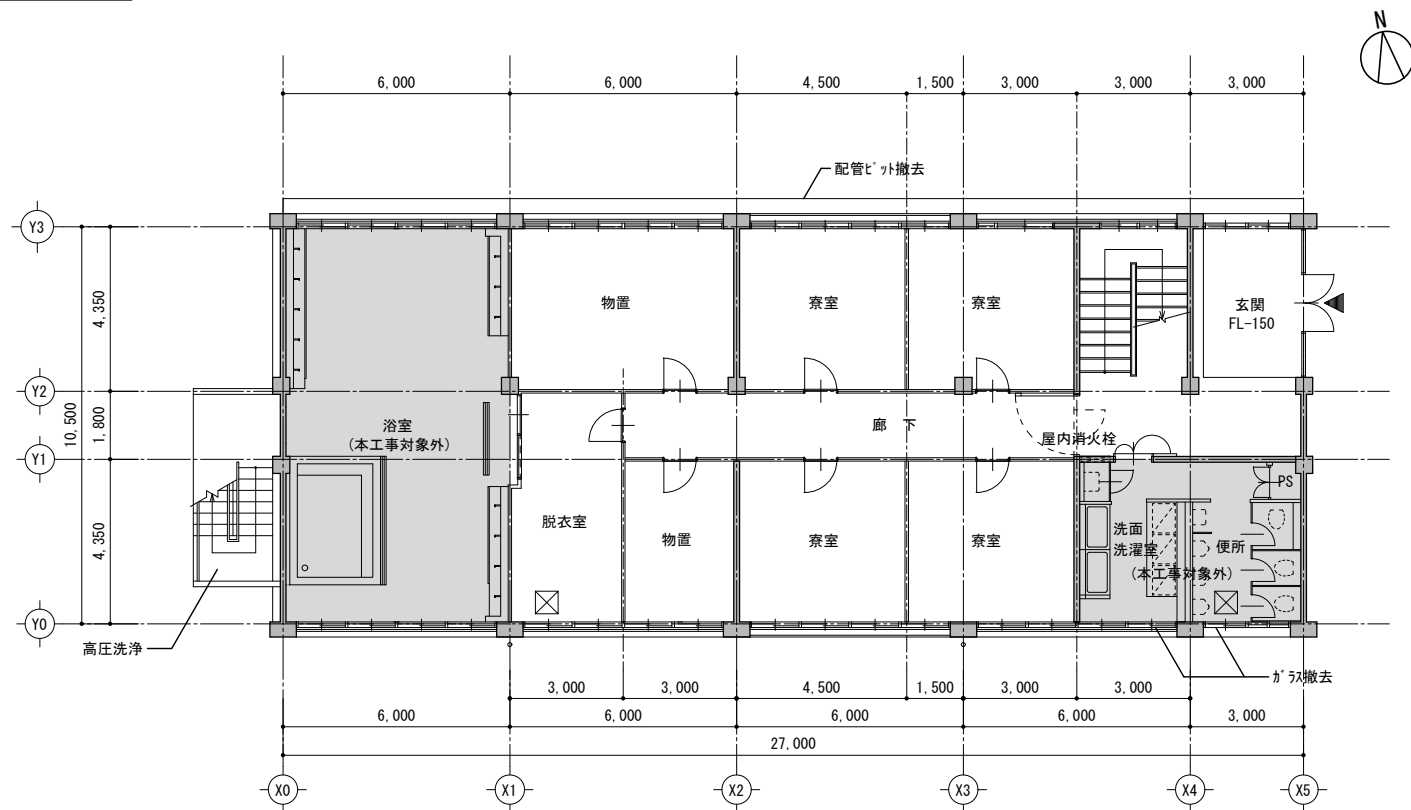 N
6,000 6,000 4,500 1,500 3,000 3,000 3,000
配管ﾋﾟｯﾄ撤去
Y3
4,350
物置
寮室
寮室
玄関
FL-150
Y2
10,500
1,800
浴室
(本工事対象外)
廊 下
屋内消火栓
Y1
PS
4,350
脱衣室
物置
寮室
寮室
洗面
洗濯室
便所
(本工事対象外)
Y0
高圧洗浄
ｶﾞﾗｽ撤去
3,000 3,000 4,500 1,500 3,000 3,000
6,000 6,000 6,000 6,000 3,000
27,000
X0 X1 X2 X3 X4 X5